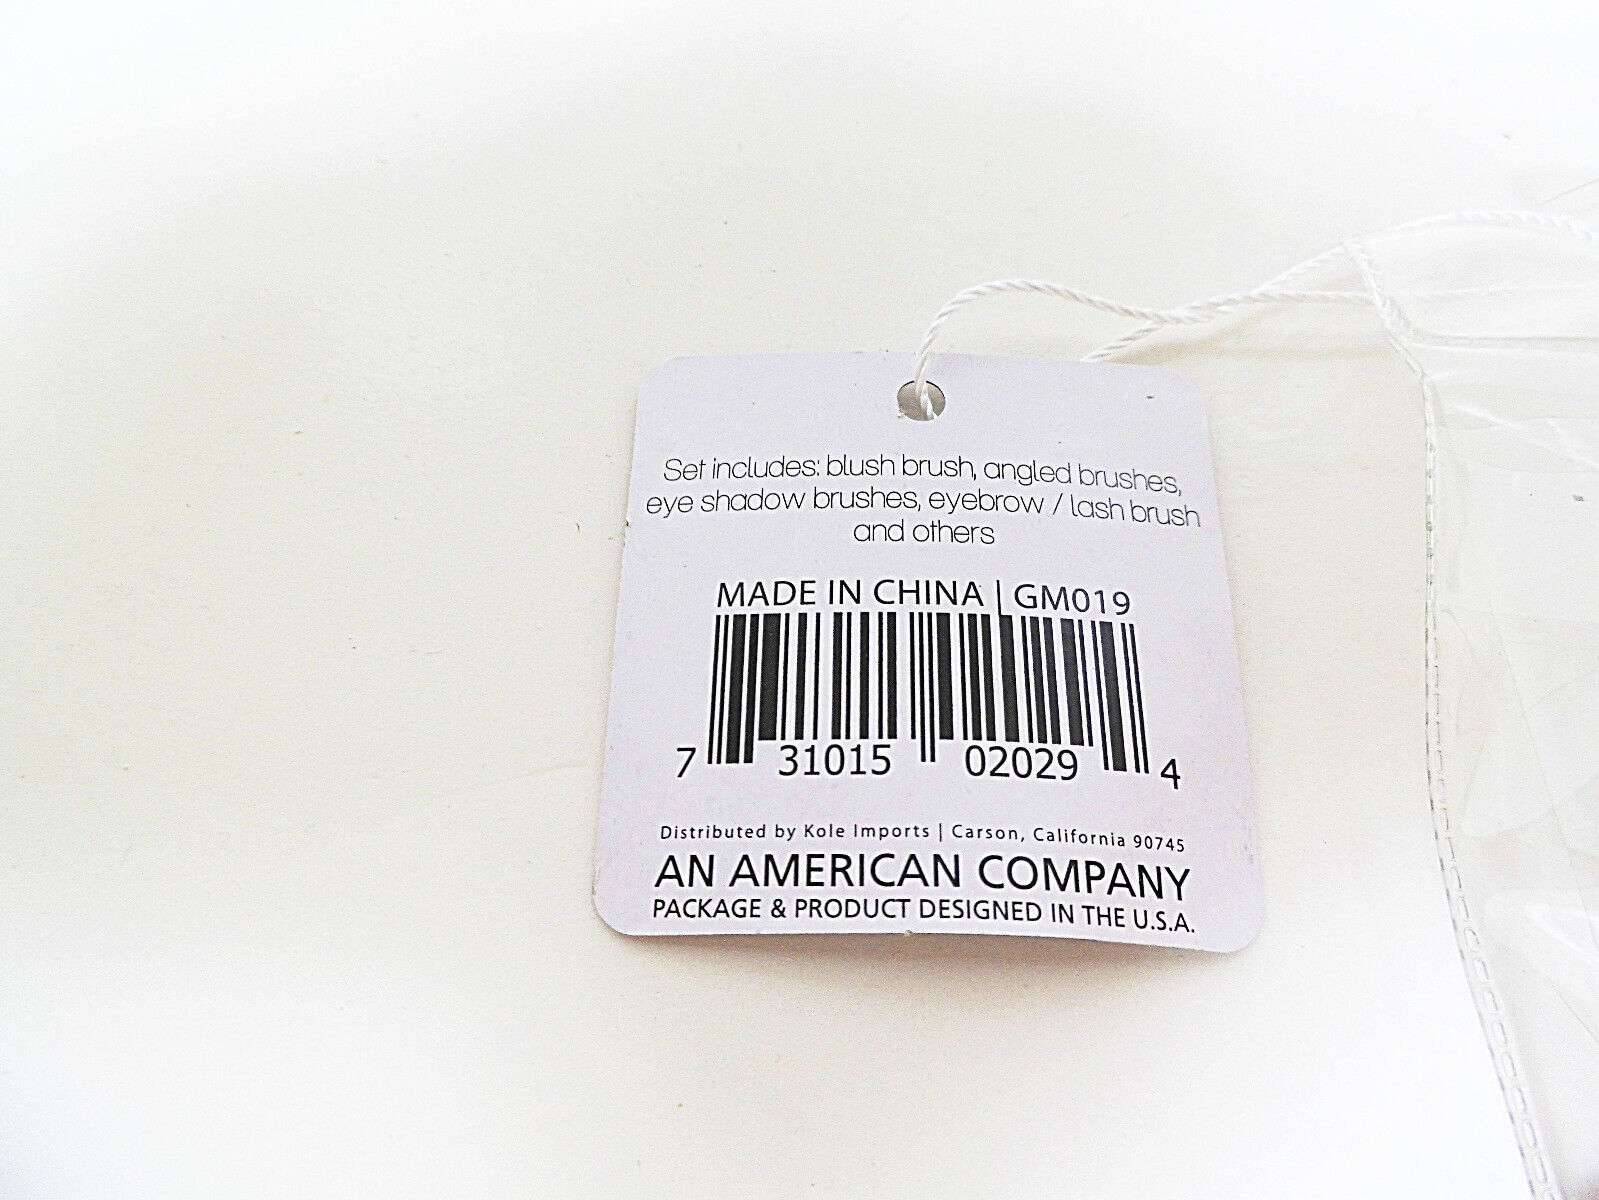 Set includes: blush brush, angled brushes,
eye shadow brushes, eyebrow / lash brush
and others
MADE IN CHINA | GM019
7 31015 02029 4
Distributed by Kole Imports | Carson, California 90745
AN AMERICAN COMPANY
PACKAGE & PRODUCT DESIGNED IN THE U.S.A.